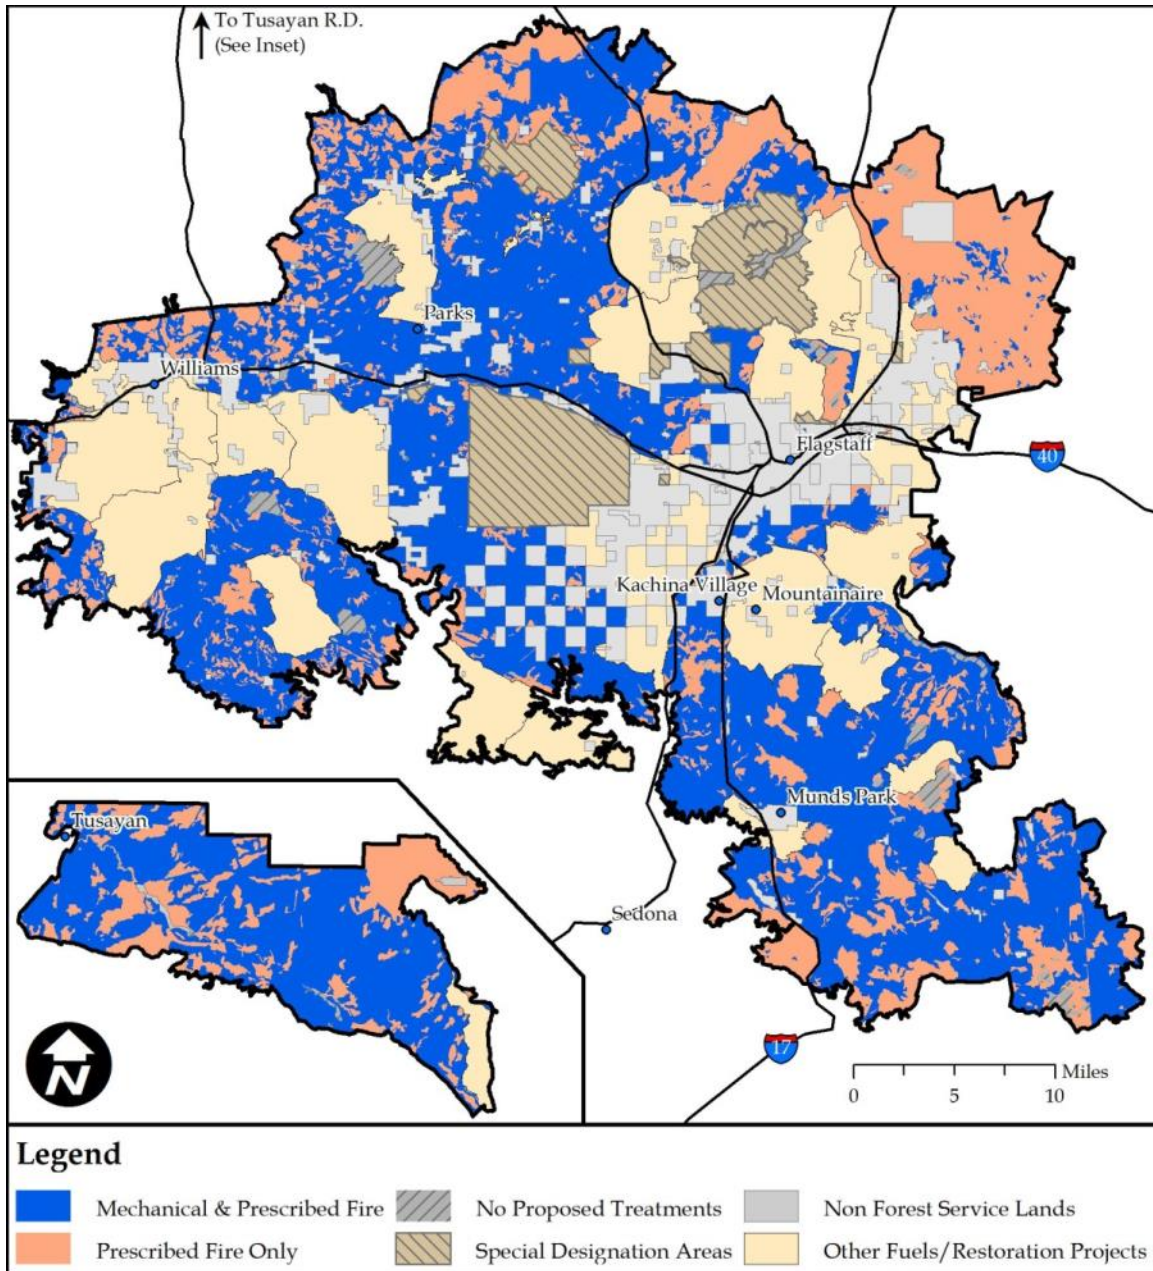 To Tusayan R.D.
(See Inset)
Parks
Williams
Flagstaff
40
Kachina Village
Mountainaire
Munds Park
Tusayan
Sedona
N
17
Miles
0 5 10
Legend
Mechanical & Prescribed Fire No Proposed Treatments Non Forest Service Lands
Prescribed Fire Only Special Designation Areas Other Fuels/Restoration Projects